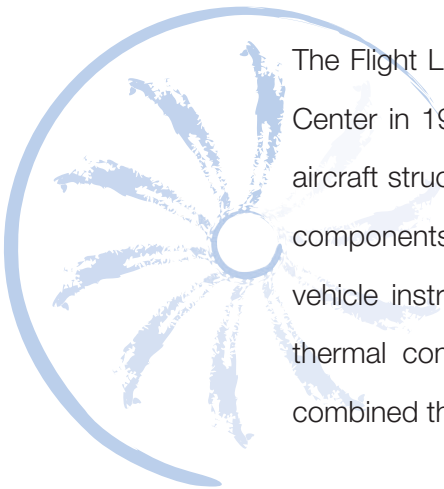 The Flight L
Center in 19
aircraft struc
components
vehicle instr
thermal con
combined th